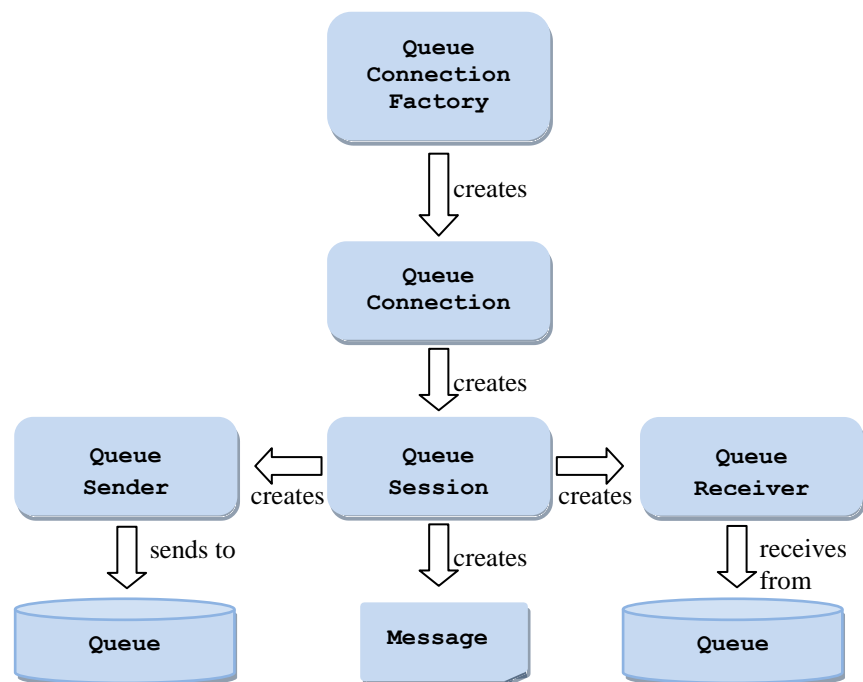 Queue
Connection
Factory
creates
Queue
Connection
creates
Queue
Sender
creates
Queue
Session
creates
Queue
Receiver
sends to
creates
receives
from
Queue
Message
Queue